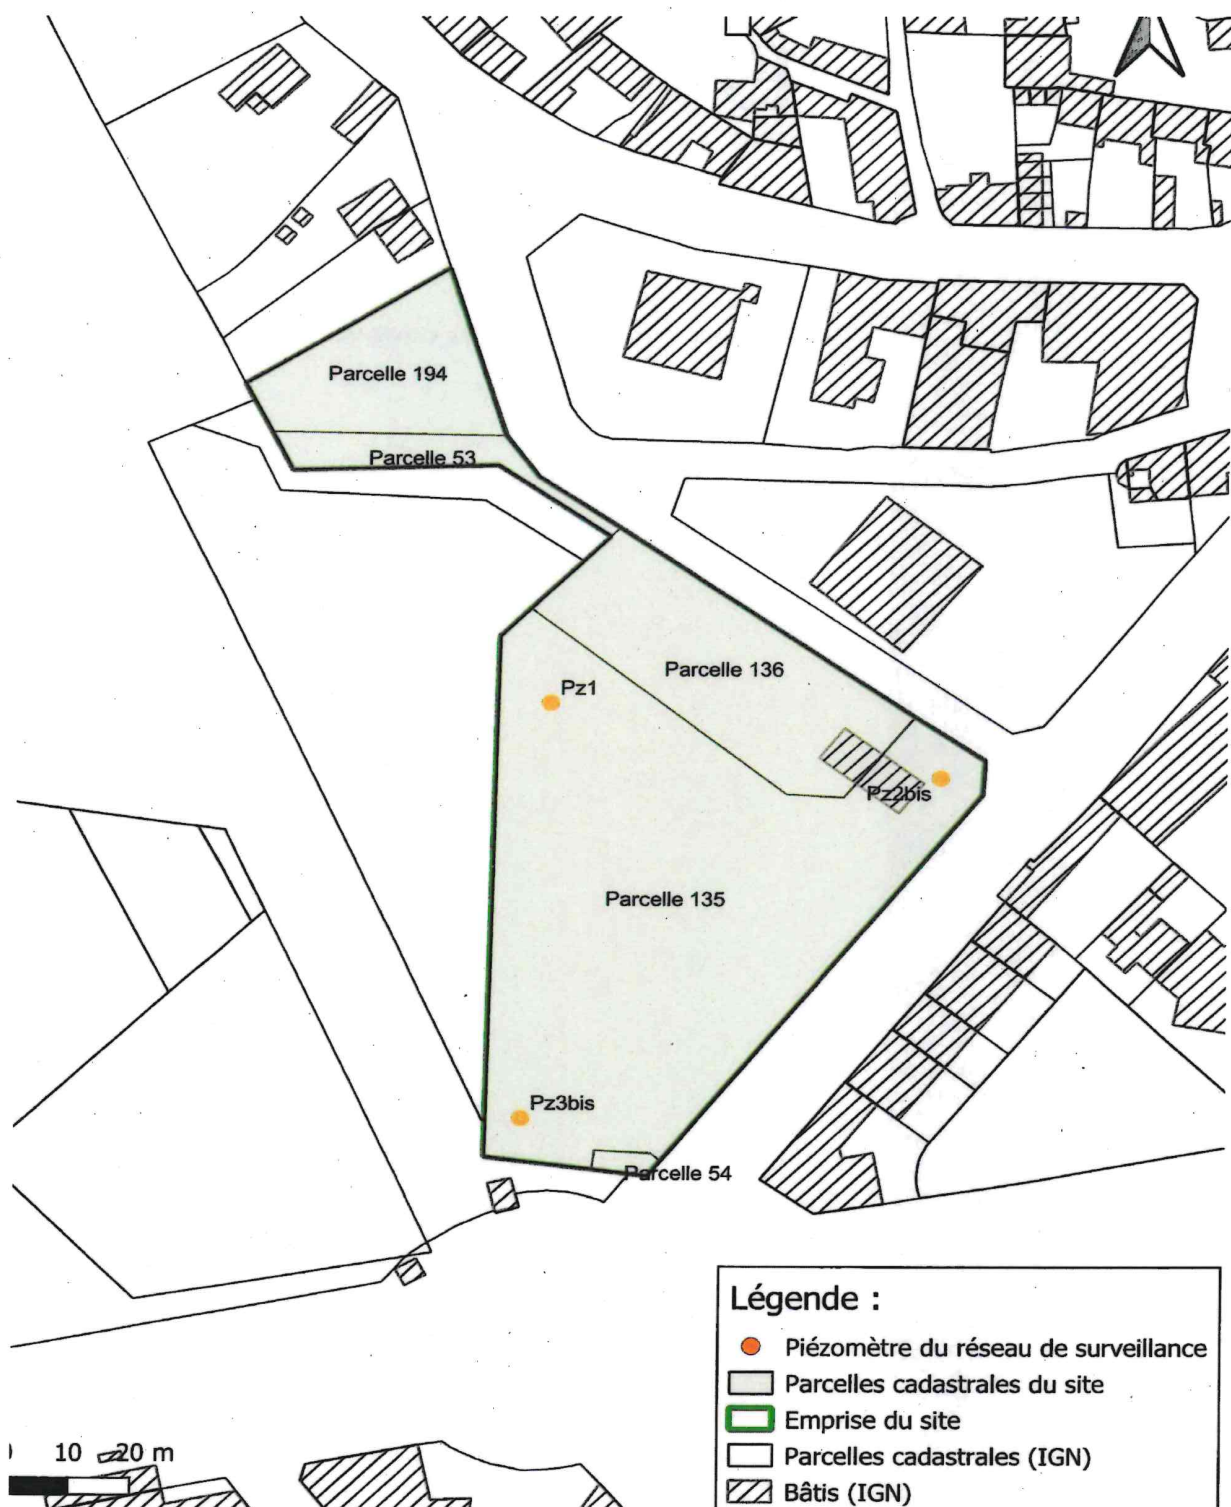 Parcelle 194
Parcelle 53
Parcelle 136
Pz1
Pz2bis
Parcelle 135
Pz3bis
Parcelle 54
Légende :
Piézomètre du réseau de surveillance
Parcelles cadastrales du site
Emprise du site
Parcelles cadastrales (IGN)
Bâtis (IGN)
10 20 m